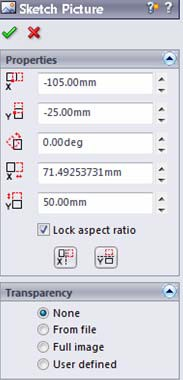 Sketch Picture
Properties
X -105.00mm
Y -25.00mm
0.00deg
X 71.49253731mm
Y 50.00mm
Lock aspect ratio
X Y
Transparency
None
From file
Full image
User defined